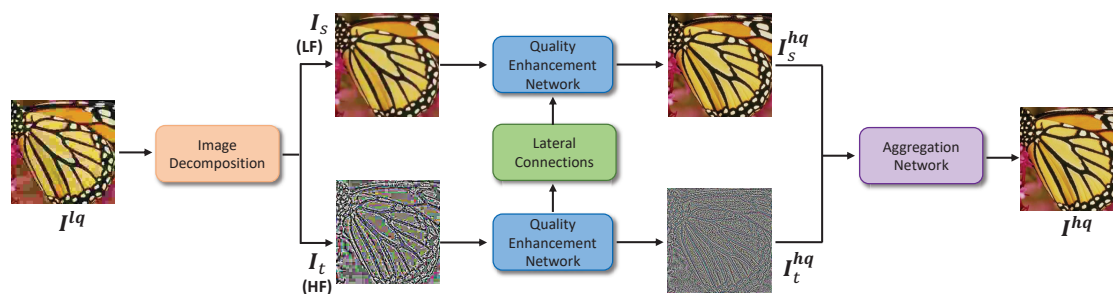 I_s
(LF)
Quality
Enhancement
Network
I_s^{hq}
Image
Decomposition
Lateral
Connections
Aggregation
Network
I^{lq}
I^{hq}
I_t
(HF)
Quality
Enhancement
Network
I_t^{hq}